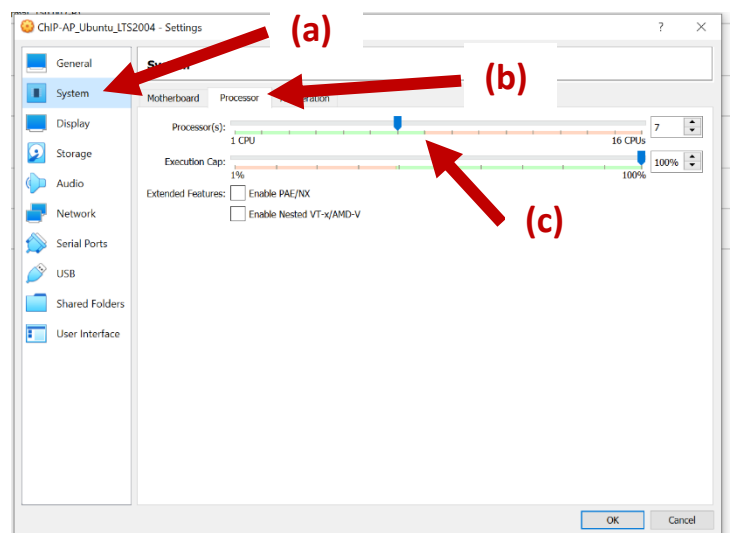 ChIP-AP_Ubuntu_LTS2004 - Settings
(a)
General
System
(b)
Motherboard Processor
Display
Processor(s):
7
1 CPU 16 CPUs
Storage
Execution Cap:
100%
1% 100%
Audio
Extended Features: Enable PAE/NX
Network
Enable Nested VT-x/AMD-V
(c)
Serial Ports
USB
Shared Folders
User Interface
OK Cancel